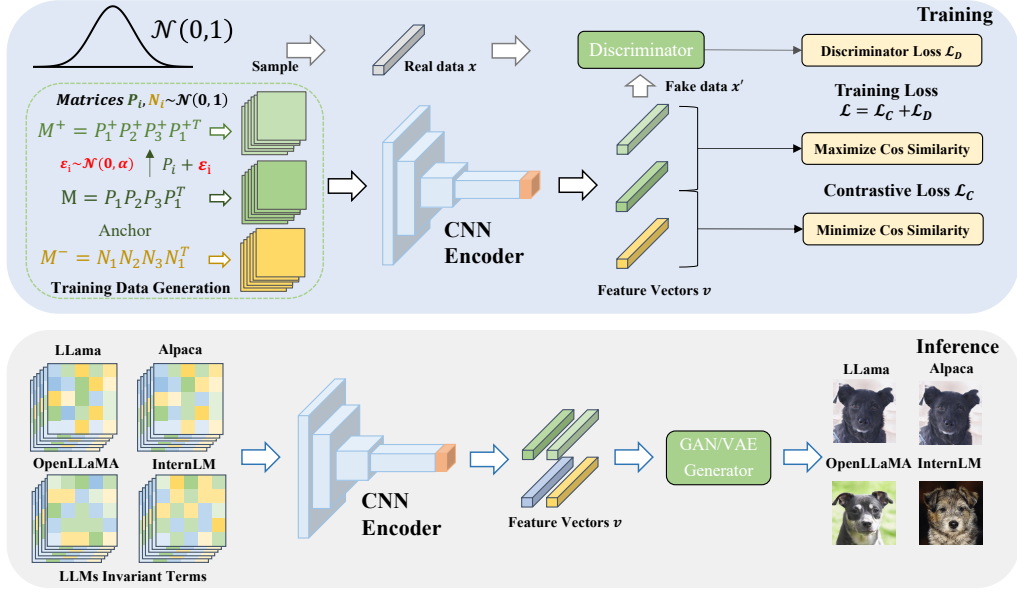 Training
𝒩(0,1)
Sample
Real data x
Discriminator
Discriminator Loss ℒ_D
Fake data x′
Training Loss
ℒ = ℒ_C +ℒ_D
Matrices P_i, N_i~𝒩(0, 1)
M⁺ = P₁⁺P₂⁺P₃⁺P₁⁺ᵀ
ε_i~𝒩(0, α)
P_i + ε_i
M = P₁P₂P₃P₁ᵀ
Anchor
M⁻ = N₁N₂N₃N₁ᵀ
Training Data Generation
CNN
Encoder
Feature Vectors v
Maximize Cos Similarity
Contrastive Loss ℒ_C
Minimize Cos Similarity
Inference
LLama
Alpaca
OpenLLaMA
InternLM
LLMs Invariant Terms
CNN
Encoder
Feature Vectors v
GAN/VAE
Generator
LLama
Alpaca
OpenLLaMA
InternLM